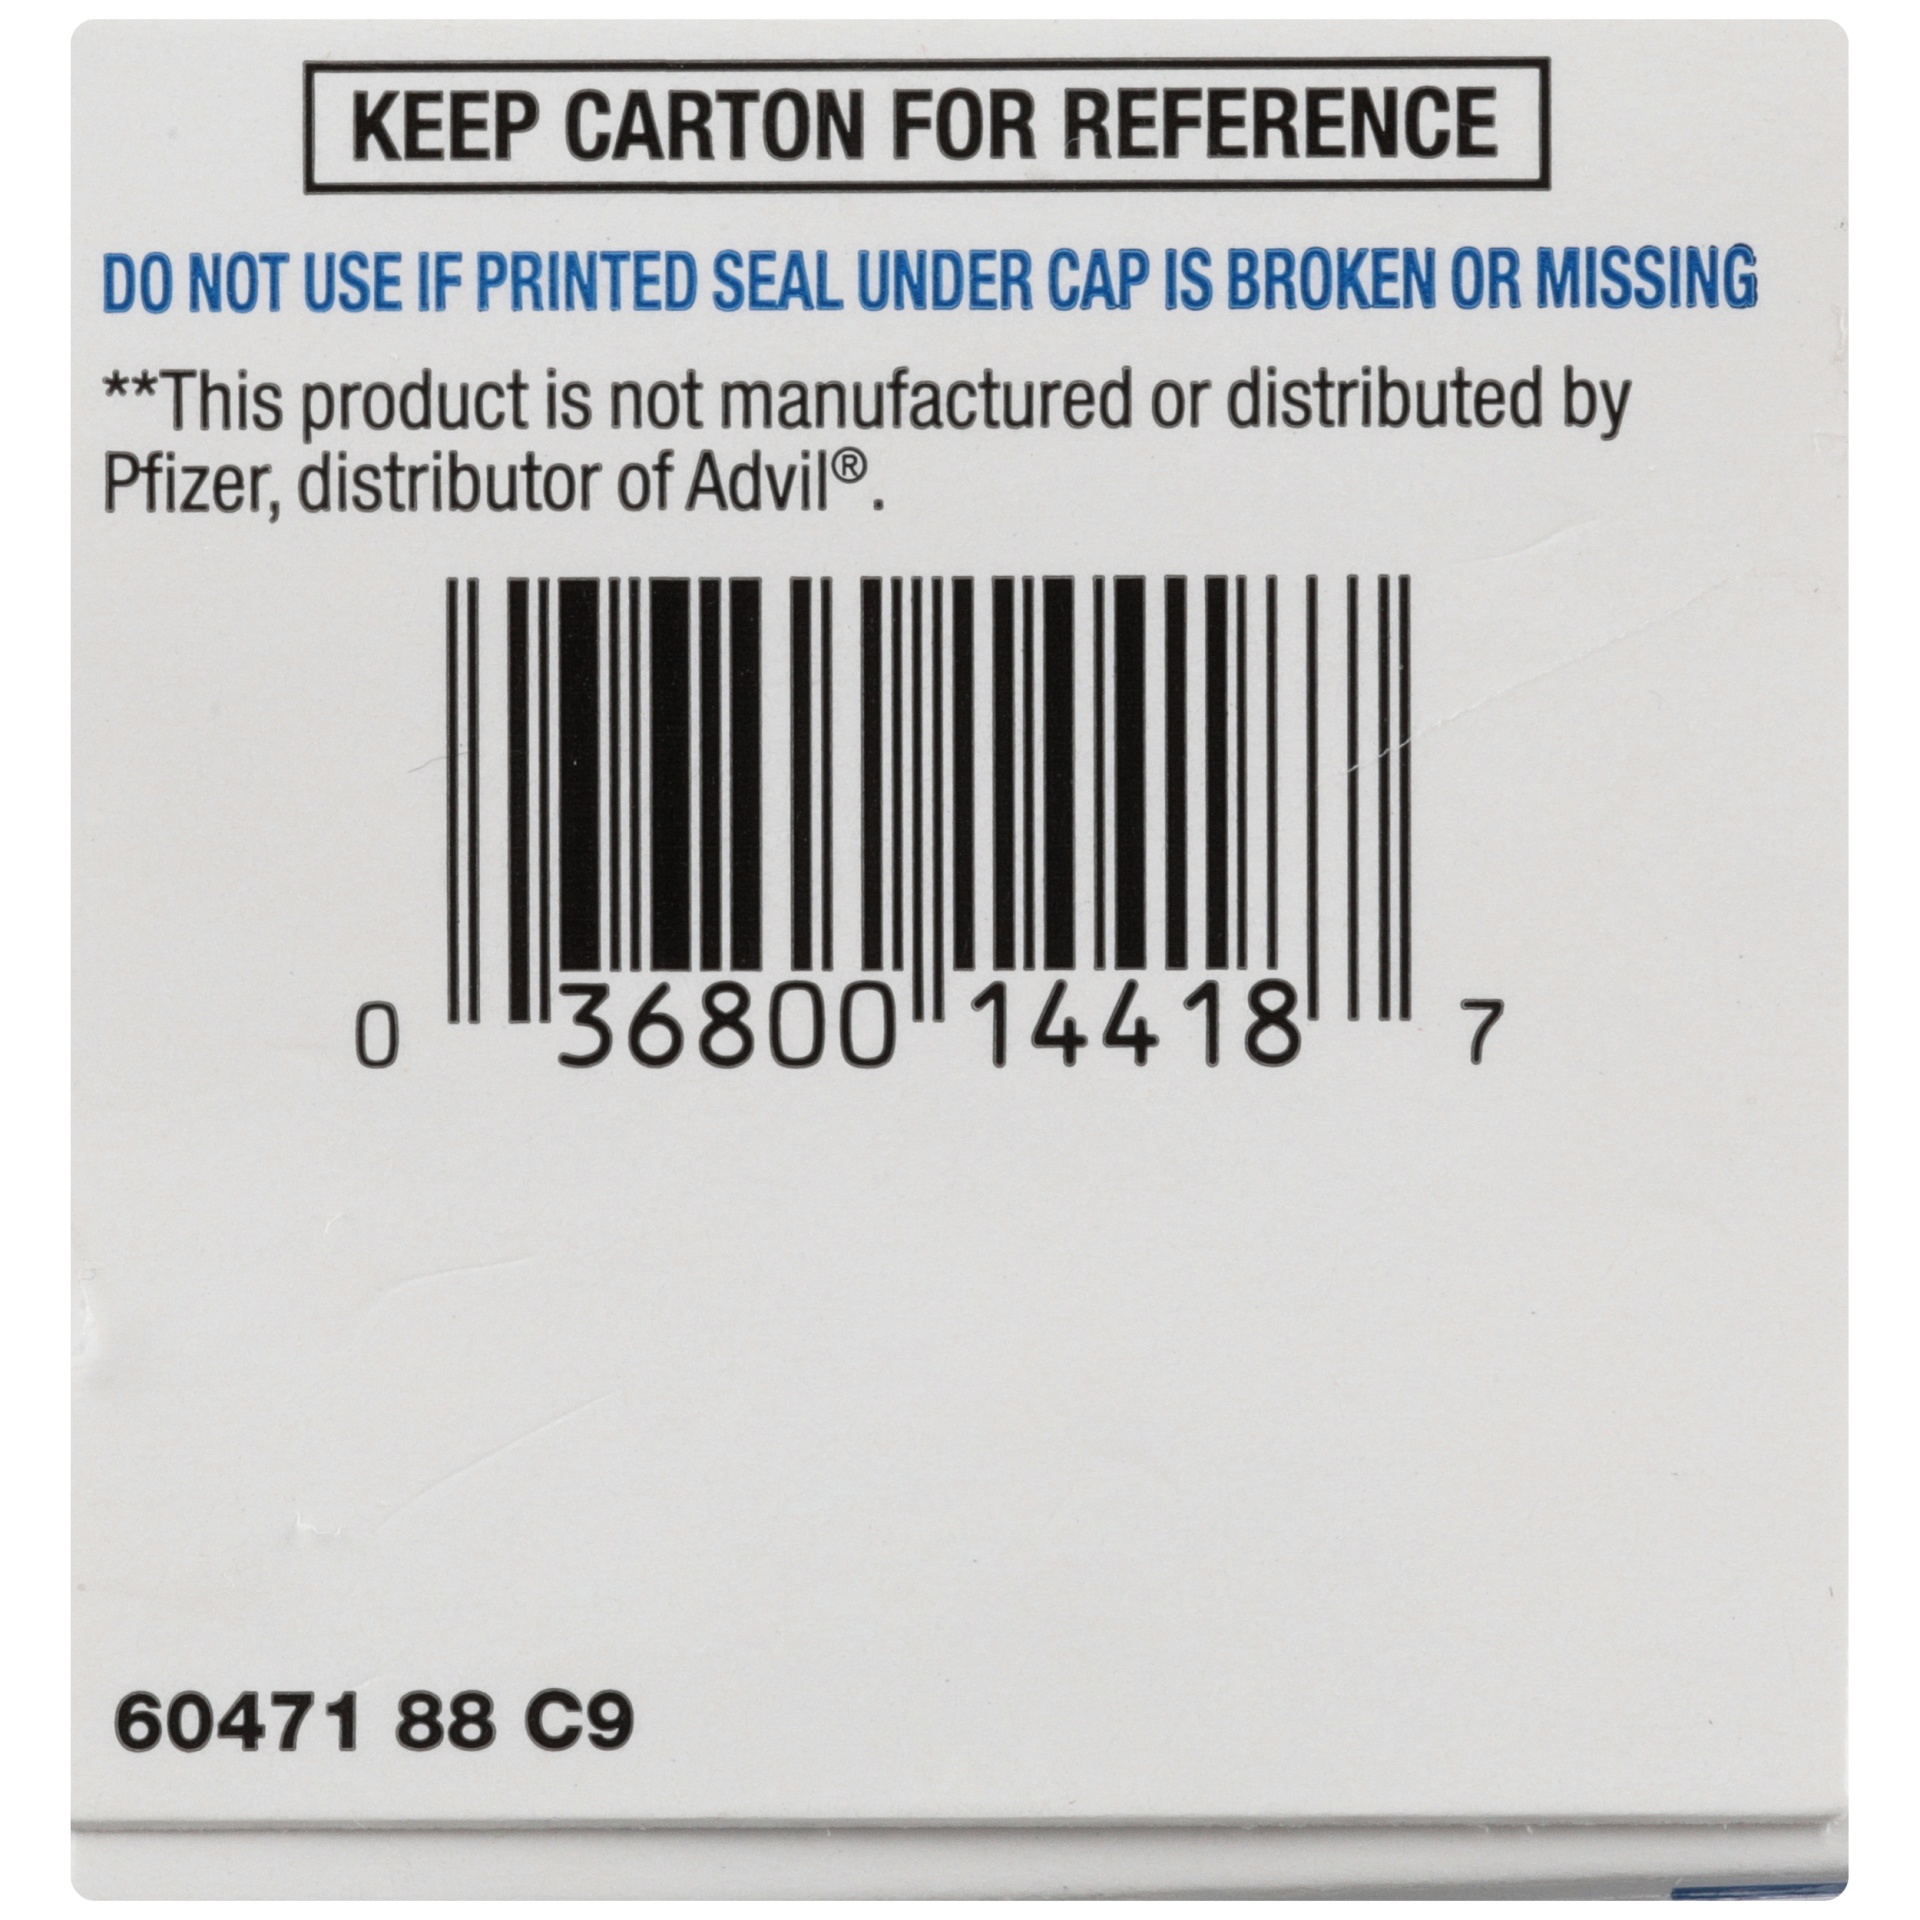 KEEP CARTON FOR REFERENCE
DO NOT USE IF PRINTED SEAL UNDER CAP IS BROKEN OR MISSING
**This product is not manufactured or distributed by
Pfizer, distributor of Advil®.
0 36800 14418 7
60471 88 C9